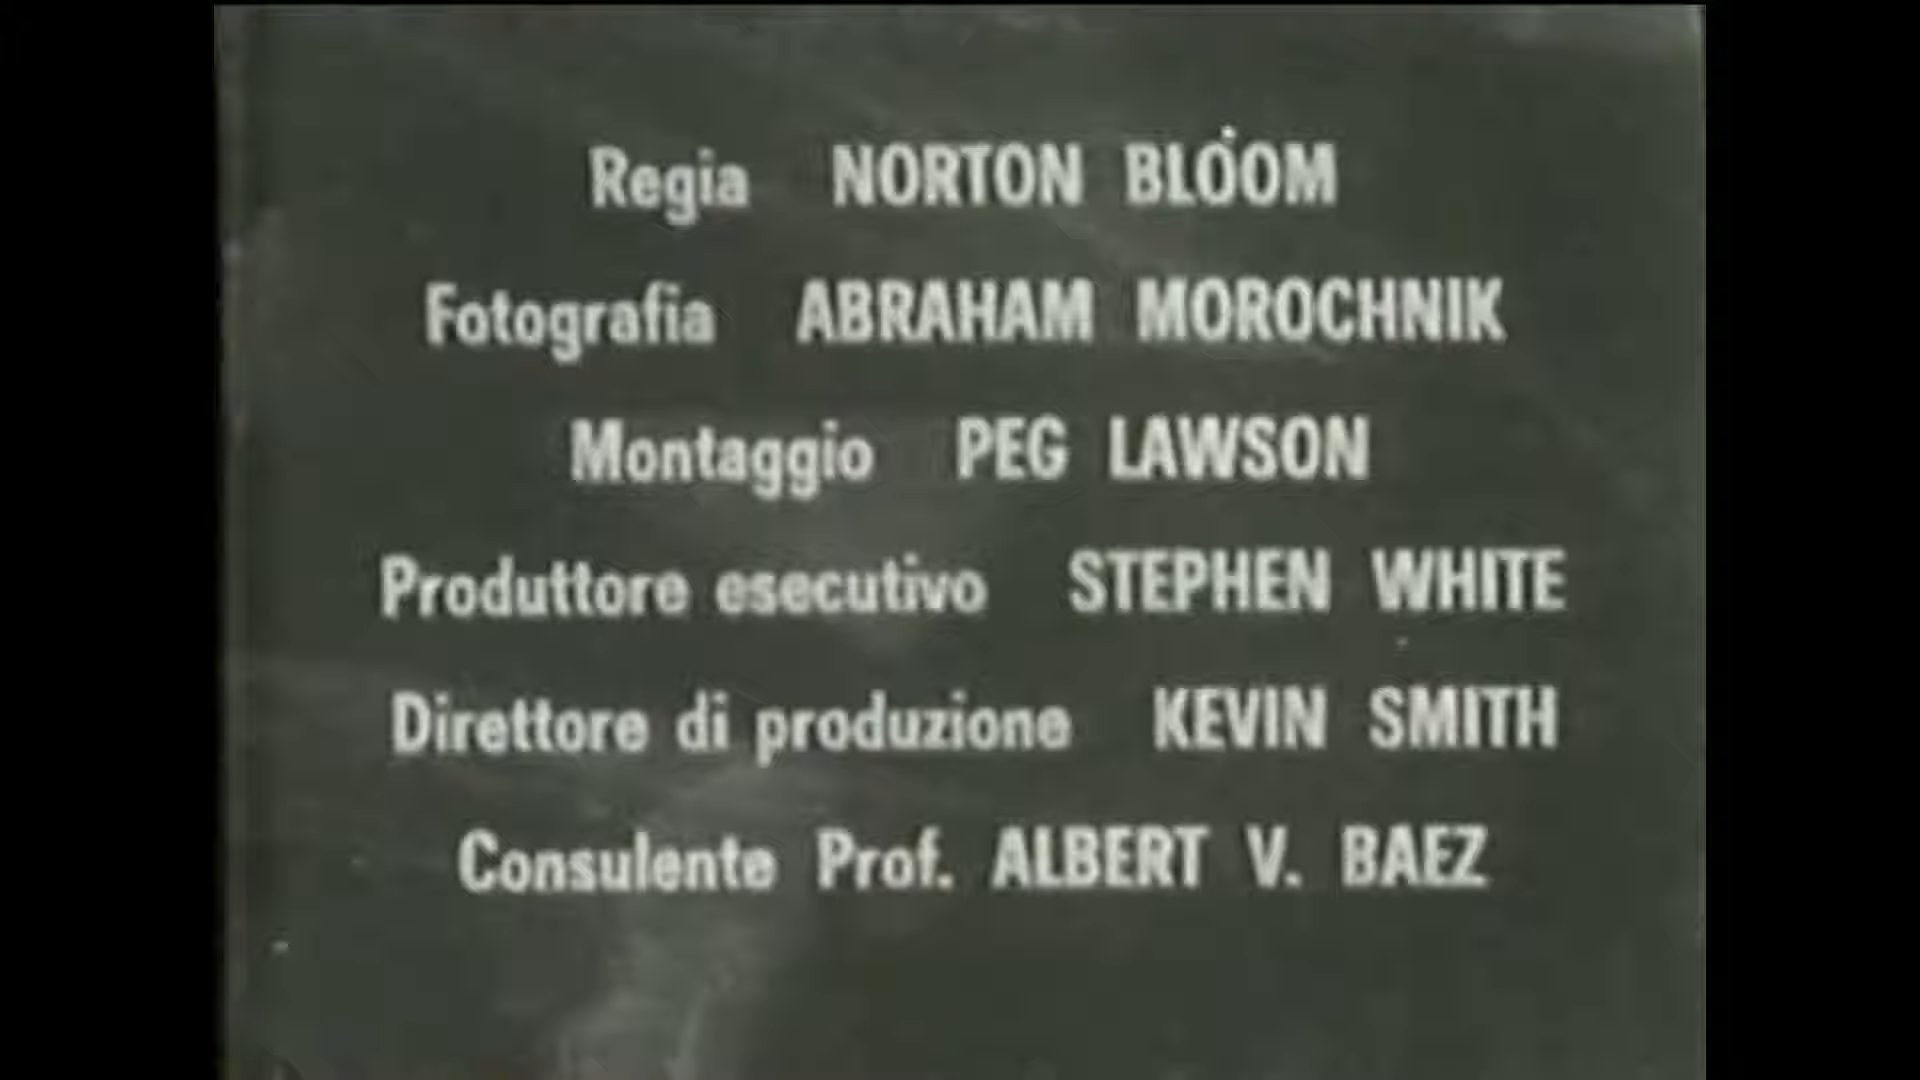 Regia NORTON BLOOM
Fotografia ABRAHAM MOROCHNIK
Montaggio PEG LAWSON
Produttore esecutivo STEPHEN WHITE
Direttore di produzione KEVIN SMITH
Consulente Prof. ALBERT V. BAEZ